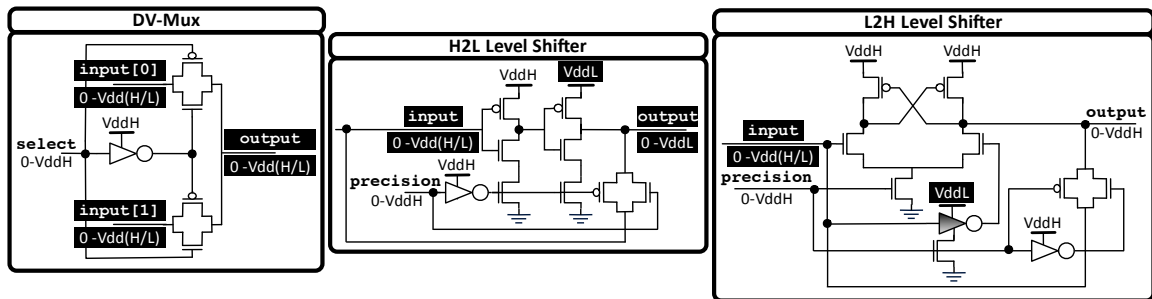 DV-Mux
input[0]
0-Vdd(H/L)
VddH
select
0-VddH
output
0-Vdd(H/L)
input[1]
0-Vdd(H/L)
H2L Level Shifter
VddH
VddL
input
0-Vdd(H/L)
output
0-VddL
VddH
precision
0-VddH
L2H Level Shifter
VddH
VddH
output
0-VddH
input
0-Vdd(H/L)
precision
0-VddH
VddL
VddH